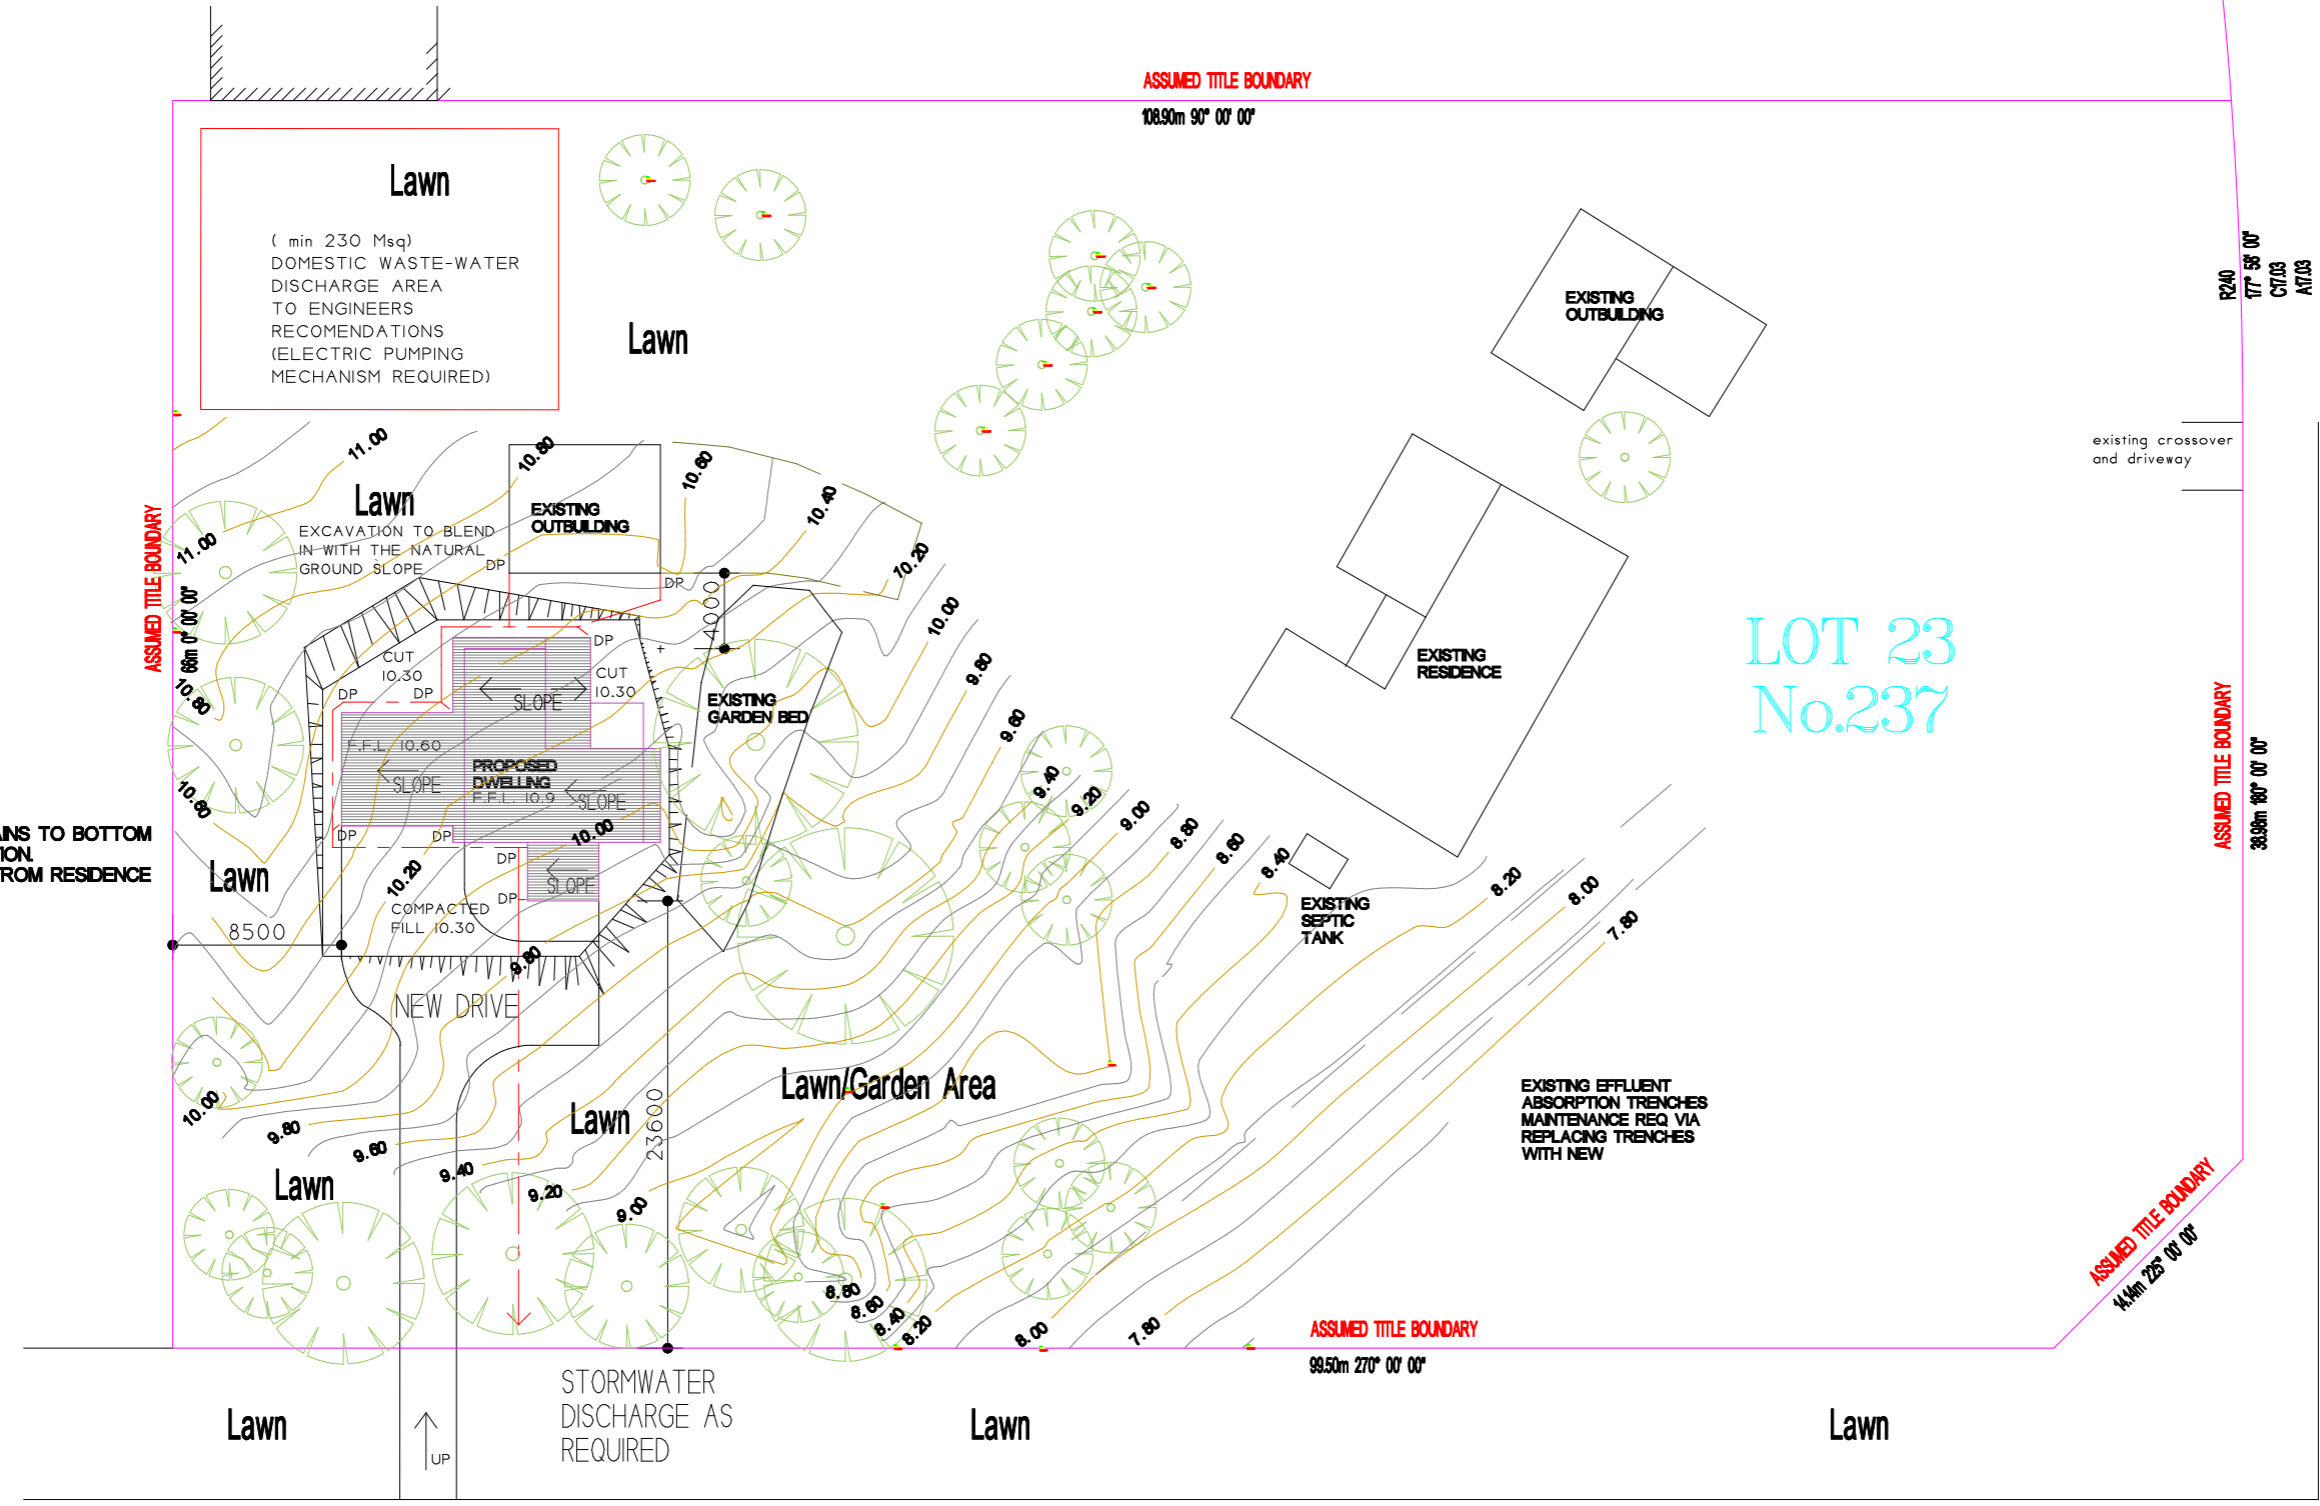 ASSUMED TITLE BOUNDARY
108.90m 90° 00' 00"
Lawn
( min 230 Msq)
DOMESTIC WASTE-WATER
DISCHARGE AREA
TO ENGINEERS
RECOMENDATIONS
(ELECTRIC PUMPING
MECHANISM REQUIRED)
Lawn
EXISTING
OUTBUILDING
R240
177° 58' 00"
C17.03
A17.03
existing crossover
and driveway
11.00
10.80
10.60
10.40
10.20
10.00
9.80
9.60
9.40
9.20
9.00
8.80
8.60
8.40
8.20
8.00
7.80
Lawn
EXCAVATION TO BLEND
IN WITH THE NATURAL
GROUND SLOPE
EXISTING
OUTBUILDING
DP
DP
4000
ASSUMED TITLE BOUNDARY
66m 0° 00' 00"
11.00
10.80
10.60
CUT
10.30
DP
CUT
10.30
DP
DP
SLOPE
EXISTING
GARDEN BED
F.F.L. 10.60
SLOPE
PROPOSED
DWELLING
F.F.L. 10.9
SLOPE
10.00
DP
DP
DP
10.20
SLOPE
DP
COMPACTED
FILL 10.30
9.80
EXISTING
RESIDENCE
LOT 23
No.237
ASSUMED TITLE BOUNDARY
38.98m 180° 00' 00"
INS TO BOTTOM
ION.
ROM RESIDENCE
Lawn
8500
NEW DRIVE
EXISTING
SEPTIC
TANK
23600
Lawn/Garden Area
Lawn
EXISTING EFFLUENT
ABSORPTION TRENCHES
MAINTENANCE REQ VIA
REPLACING TRENCHES
WITH NEW
Lawn
10.00
9.80
9.60
9.40
9.20
9.00
8.80
8.60
8.40
8.20
8.00
7.80
ASSUMED TITLE BOUNDARY
14.14m 225° 00' 00"
ASSUMED TITLE BOUNDARY
99.50m 270° 00' 00"
STORMWATER
DISCHARGE AS
REQUIRED
Lawn
UP
Lawn
Lawn